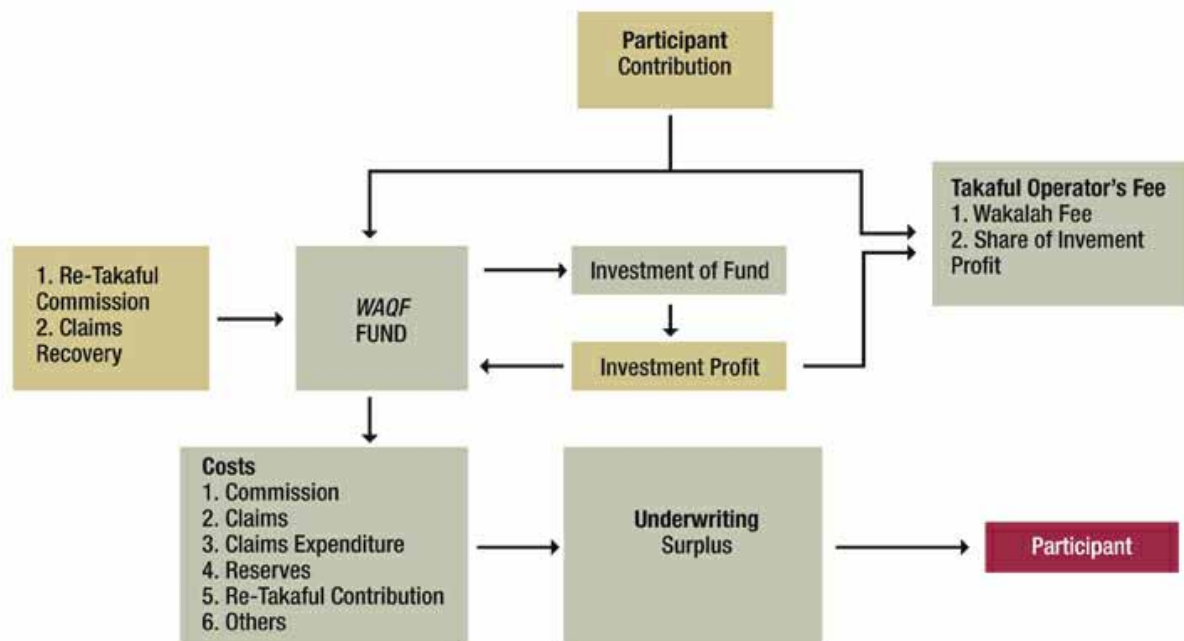 Participant
Contribution
Takaful Operator's Fee
1. Wakalah Fee
2. Share of Invement
Profit
1. Re-Takaful
Commission
2. Claims
Recovery
WAQF
FUND
Investment of Fund
Investment Profit
Costs
1. Commission
2. Claims
3. Claims Expenditure
4. Reserves
5. Re-Takaful Contribution
6. Others
Underwriting
Surplus
Participant